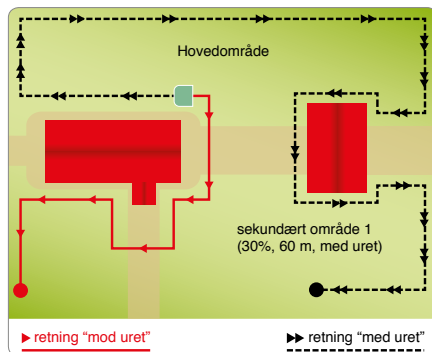 Hovedområde
sekundært område 1
(30%, 60 m, med uret)
retning “mod uret”
retning “med uret”